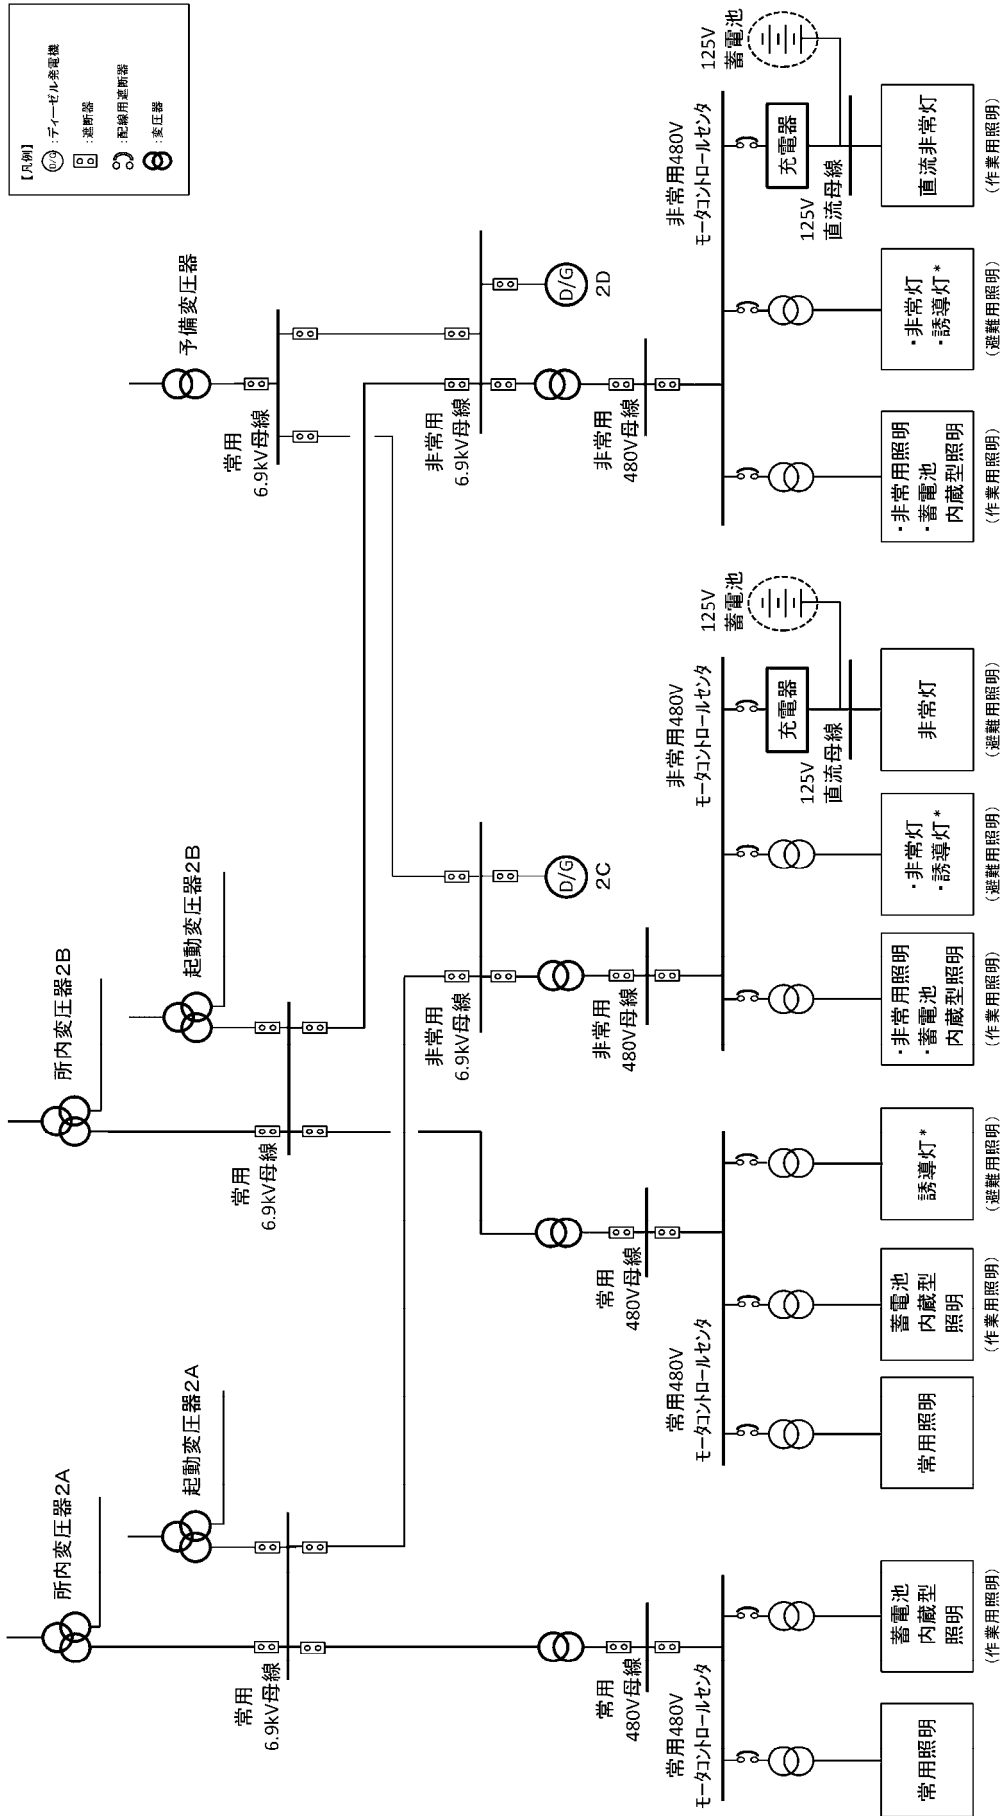 所内変圧器2A
起動変圧器2A
所内変圧器2B
起動変圧器2B
予備変圧器
【凡例】
D/G
:ディーゼル発電機
:遮断器
:配線用遮断器
:変圧器
常用
6.9kV母線
常用
6.9kV母線
常用
6.9kV母線
非常用
6.9kV母線
D/G
2C
非常用
6.9kV母線
D/G
2D
常用
480V母線
常用
480V母線
非常用
480V母線
非常用
480V母線
常用480V
モータコントロールセンタ
常用480V
モータコントロールセンタ
非常用480V
モータコントロールセンタ
非常用480V
モータコントロールセンタ
充電器
125V
蓄電池
125V
直流母線
充電器
125V
蓄電池
125V
直流母線
常用照明
蓄電池
内蔵型
照明
(作業用照明)
常用照明
蓄電池
内蔵型
照明
(作業用照明)
誘導灯*
(避難用照明)
・非常用照明
・蓄電池
内蔵型照明
(作業用照明)
・非常灯
・誘導灯*
(避難用照明)
非常灯
(避難用照明)
・非常用照明
・蓄電池
内蔵型照明
(作業用照明)
・非常灯
・誘導灯*
(避難用照明)
直流非常灯
(作業用照明)